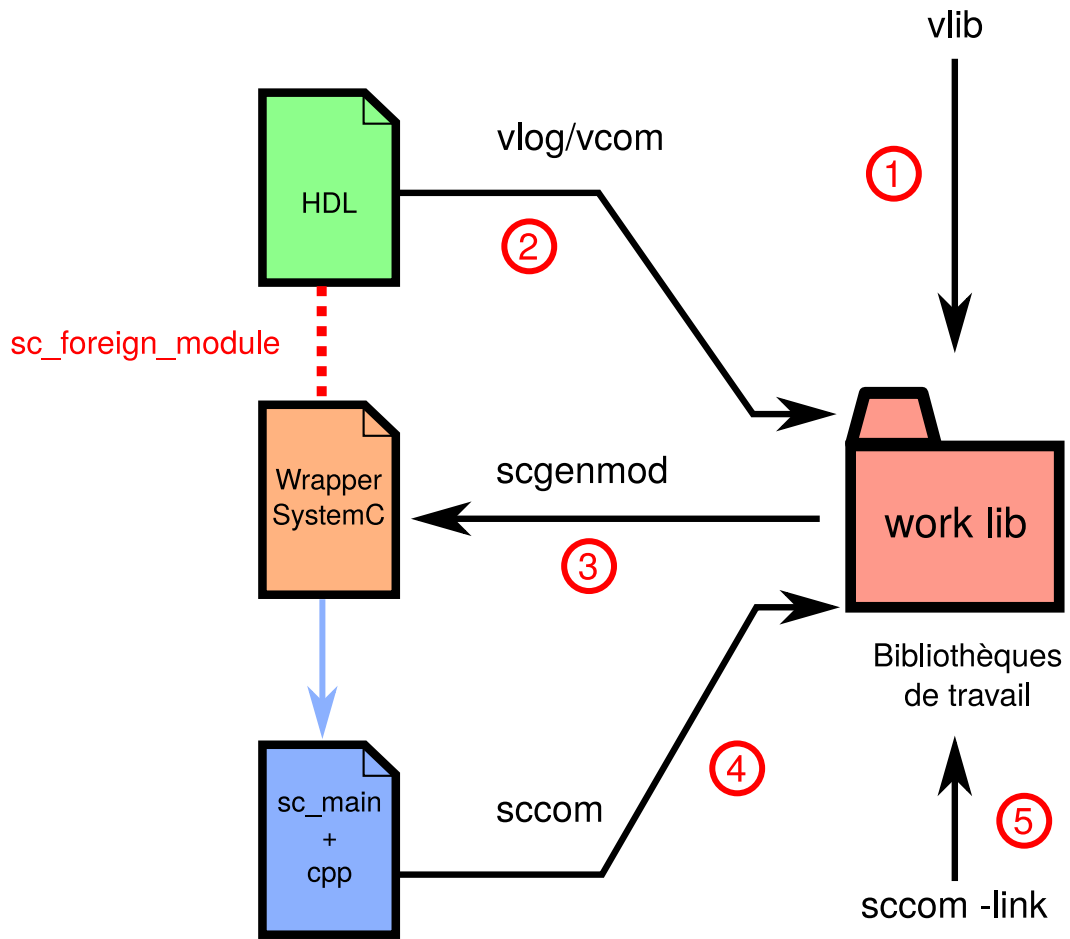 vlib
1
vlog/vcom
2
HDL
sc_foreign_module
Wrapper
SystemC
scgenmod
3
work lib
Bibliothèques
de travail
sc_main
+
cpp
sccom
4
5
sccom -link